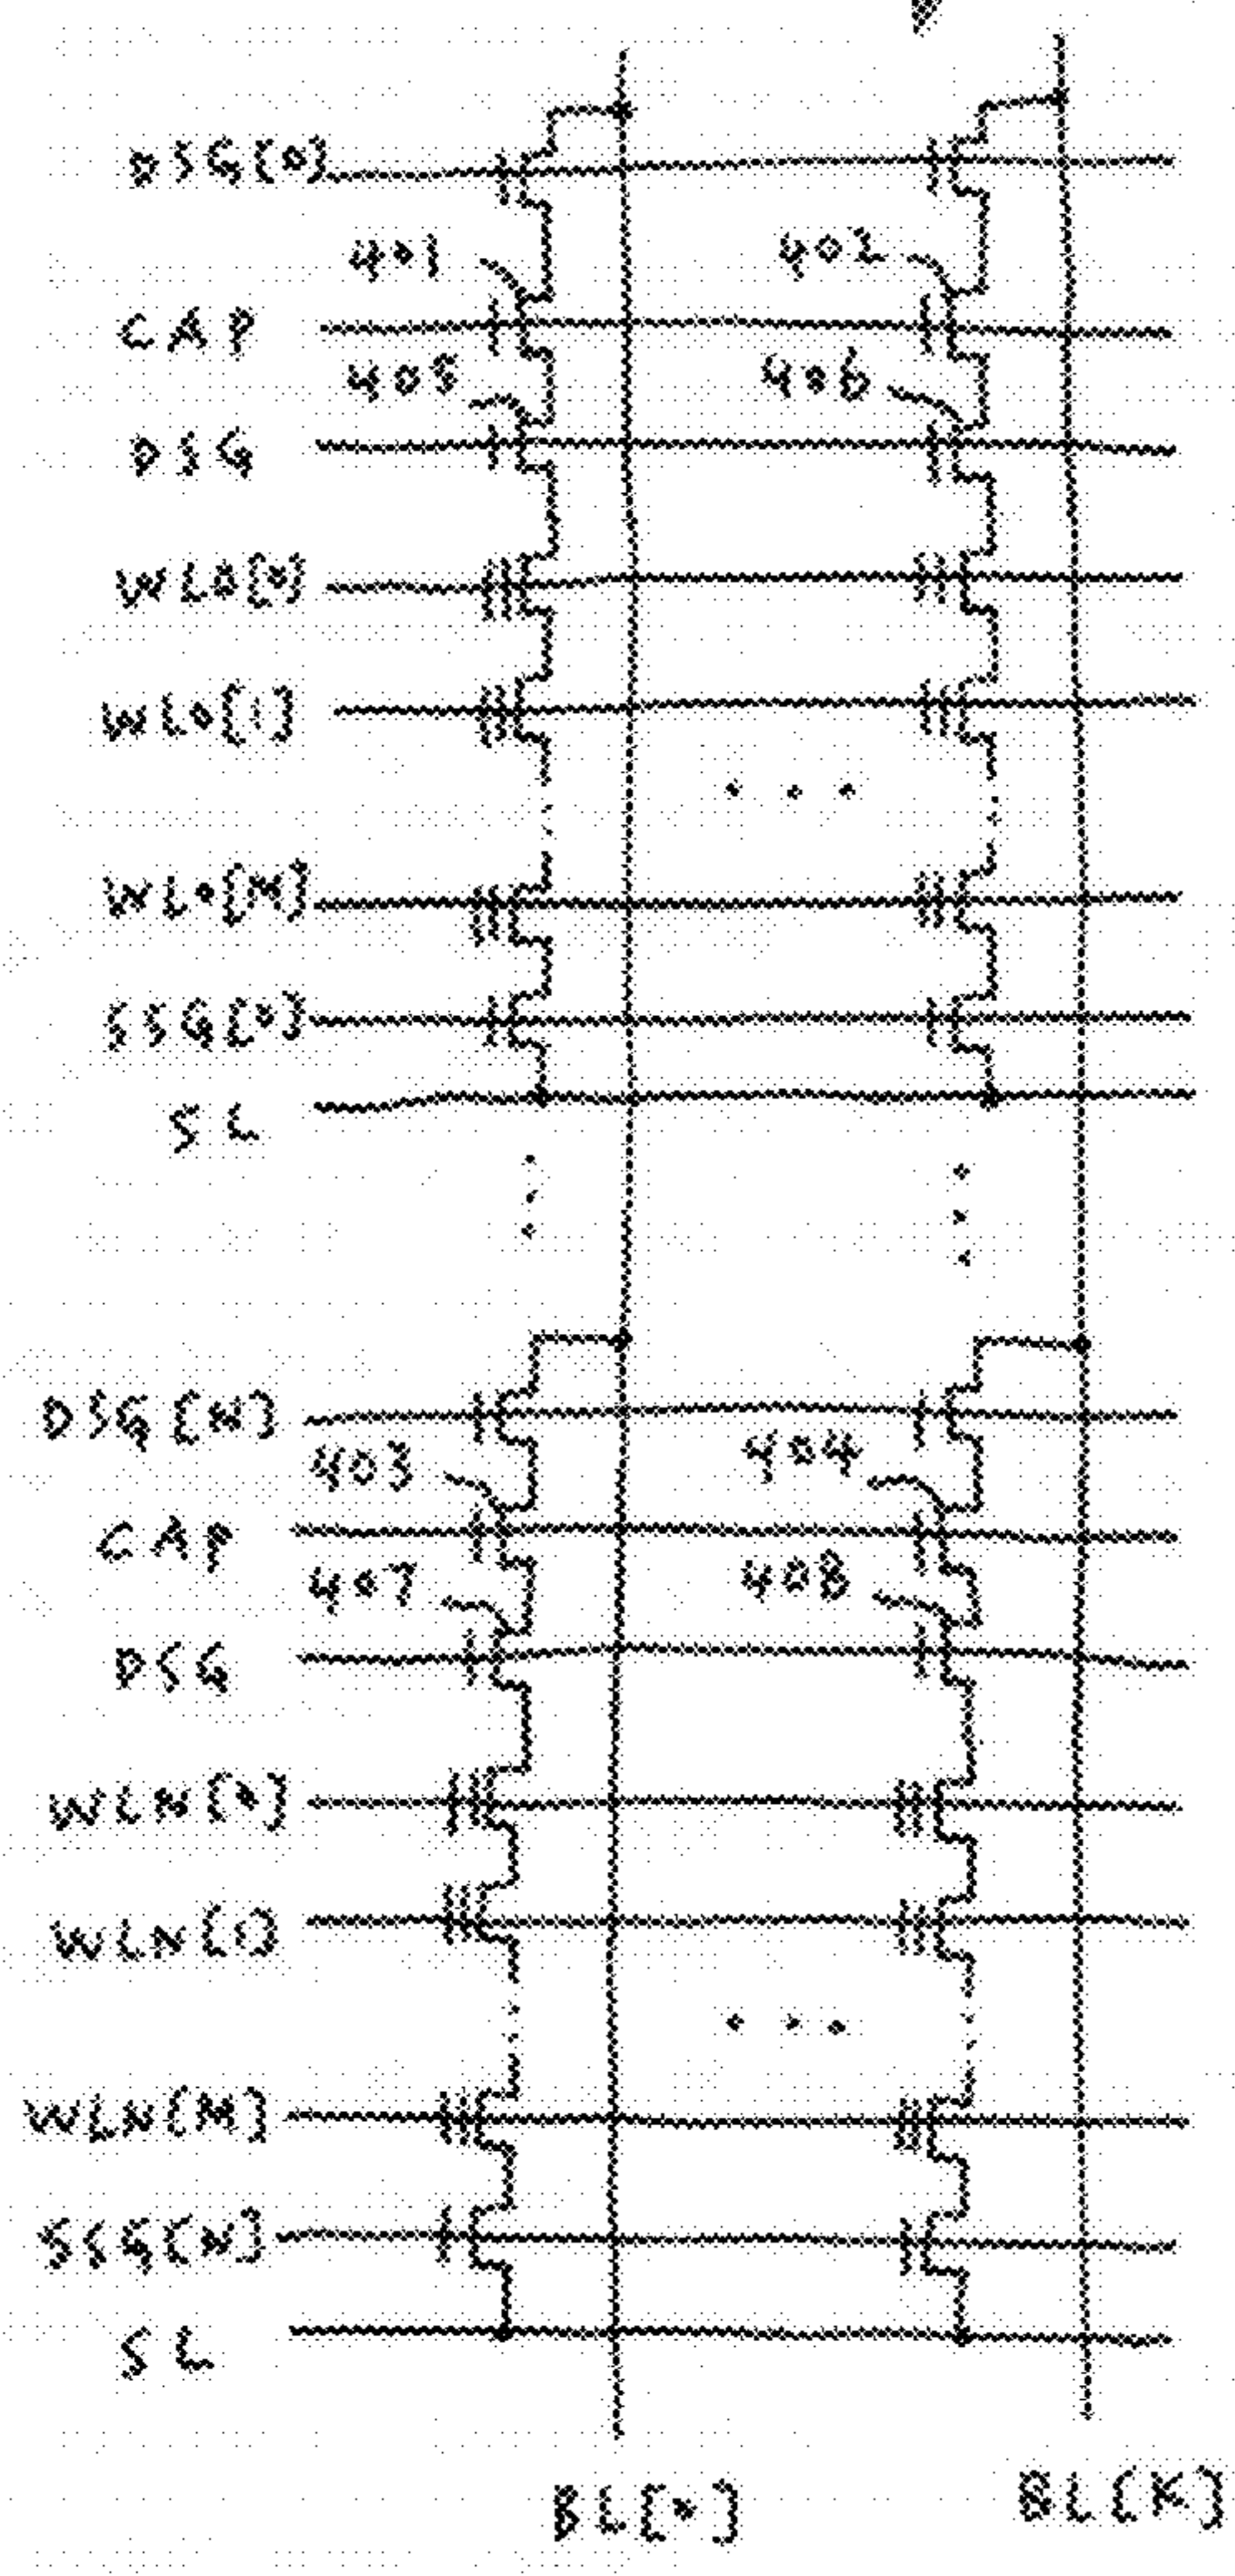 DSG[0]
401 402
CAP
405 406
DSG
WL0[0]
WL0[1]
WL0[M]
SSG[0]
SL
DSG[N]
403 404
CAP
407 408
DSG
WLN[0]
WLN[1]
WLN[M]
SSG[N]
SL
BL[0] BL[K]